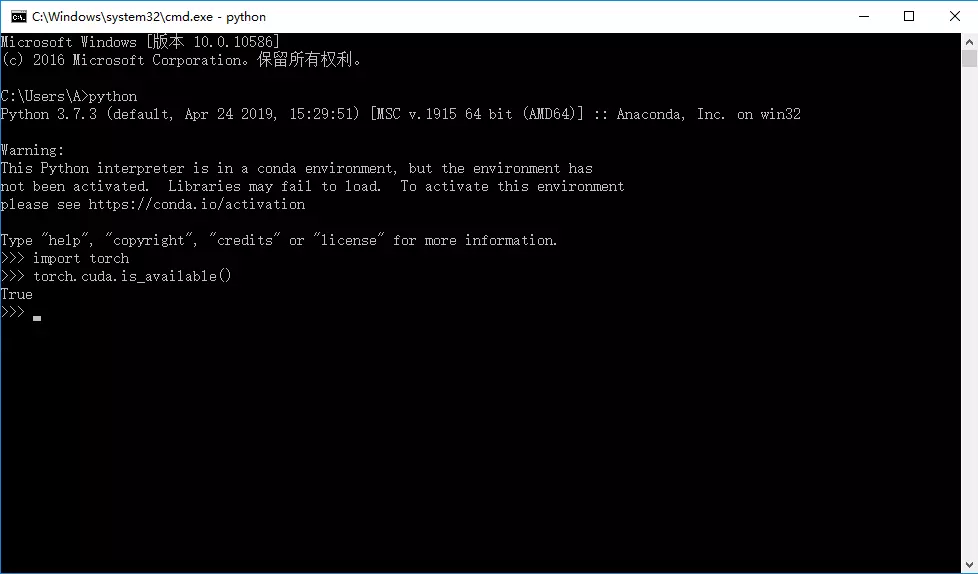 C:\Windows\system32\cmd.exe - python
Microsoft Windows [版本 10.0.10586]
(c) 2016 Microsoft Corporation。保留所有权利。
C:\Users\A>python
Python 3.7.3 (default, Apr 24 2019, 15:29:51) [MSC v.1915 64 bit (AMD64)] :: Anaconda, Inc. on win32
Warning:
This Python interpreter is in a conda environment, but the environment has
not been activated.  Libraries may fail to load.  To activate this environment
please see https://conda.io/activation
Type "help", "copyright", "credits" or "license" for more information.
>>> import torch
>>> torch.cuda.is_available()
True
>>>